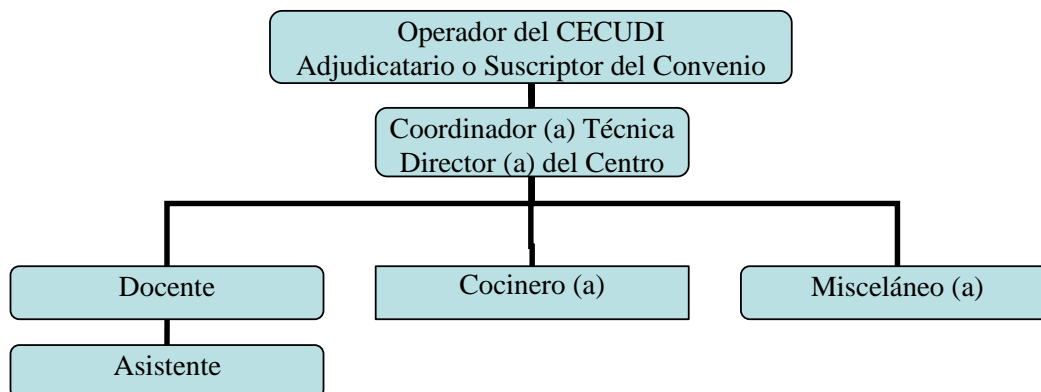 Operador del CECUDI
Adjudicatario o Suscriptor del Convenio
Coordinador (a) Técnica
Director (a) del Centro
Docente
Cocinero (a)
Misceláneo (a)
Asistente